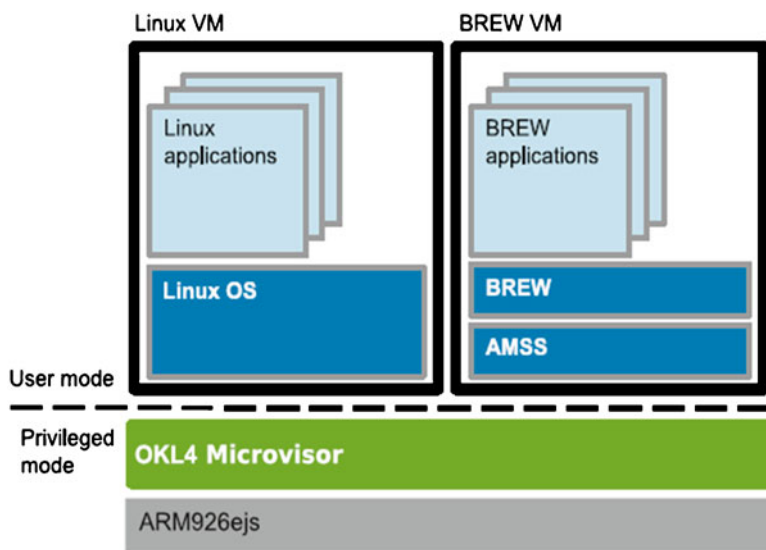 Linux VM
BREW VM
Linux
applications
BREW
applications
Linux OS
BREW
AMSS
User mode
Privileged
mode
OKL4 Microvisor
ARM926ejs